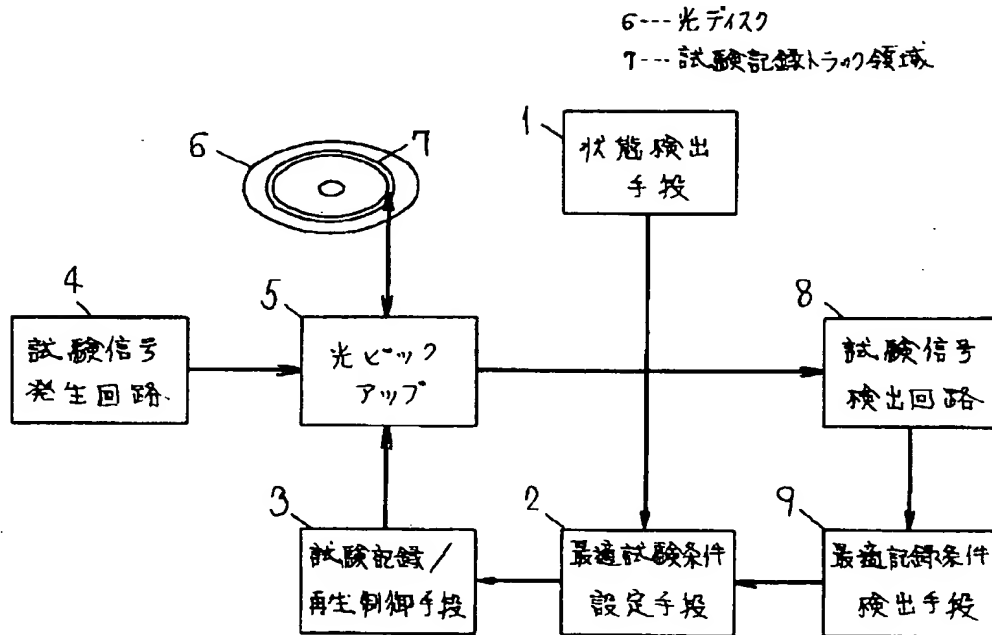 6---光ディスク
7---試験記録トラック領域
1
状態検出
手段
6
7
4
試験信号
発生回路
5
光ピック
アップ
8
試験信号
検出回路
3
試験記録/
再生制御手段
2
最適試験条件
設定手段
9
最適記録条件
検出手段